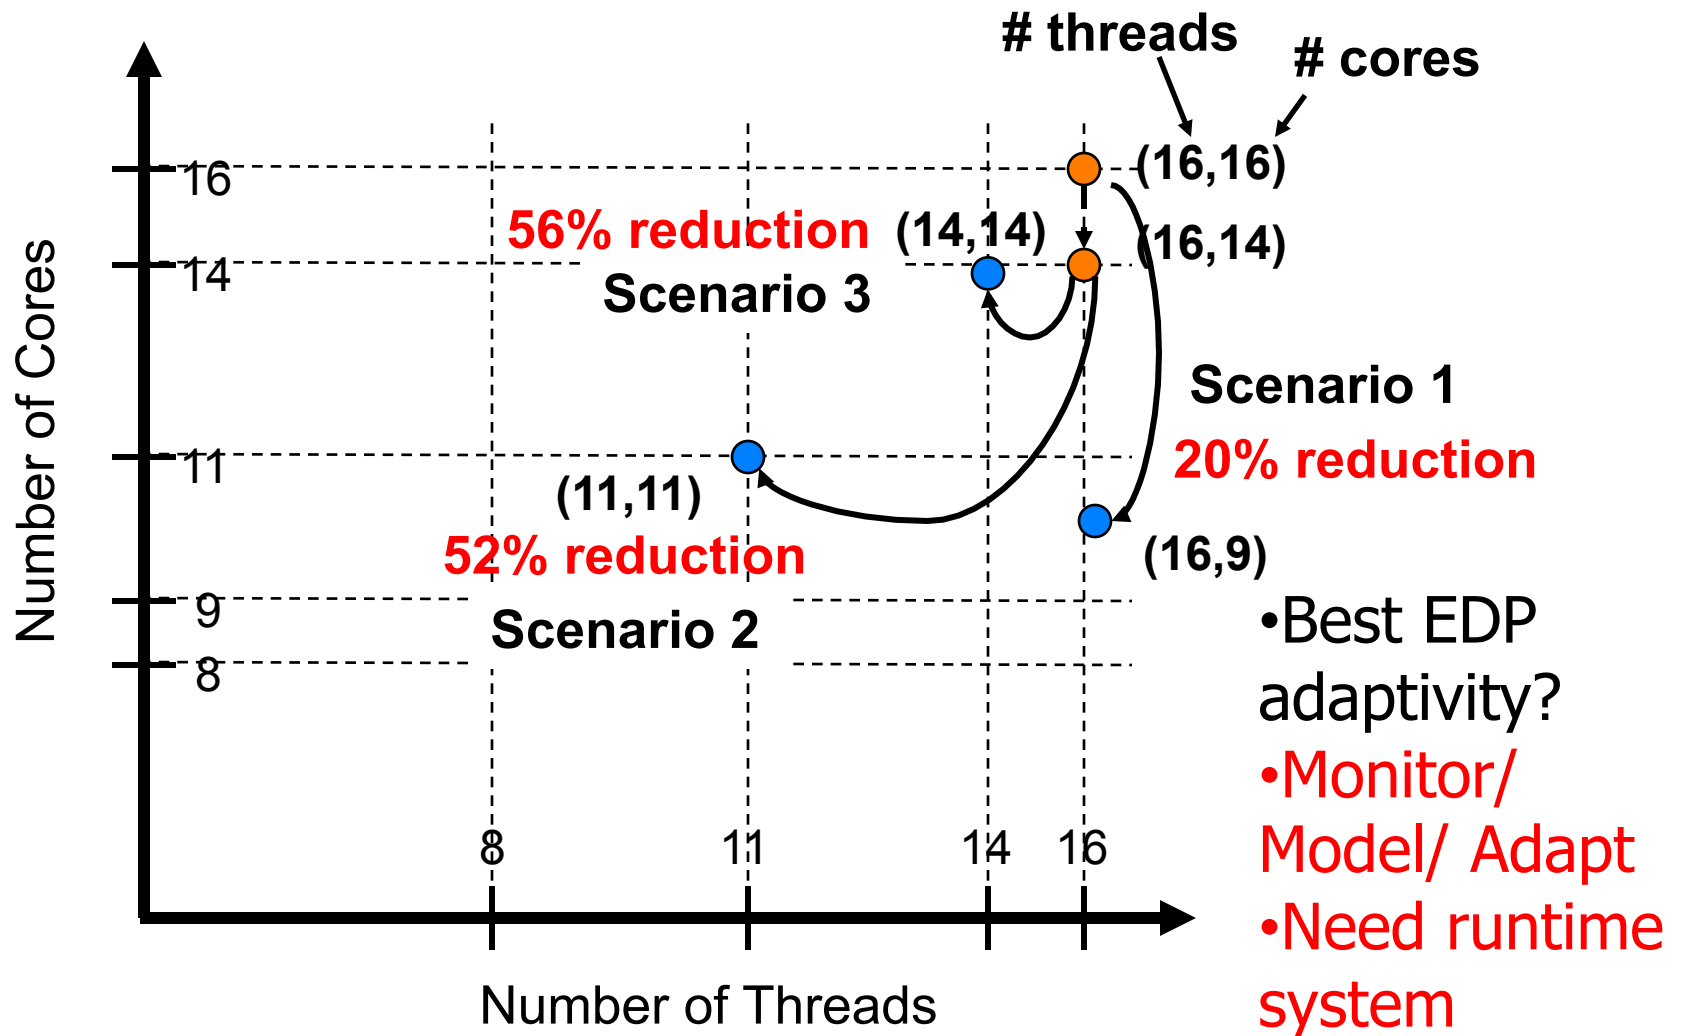 # threads
# cores
16
(16,16)
56% reduction
(14,14)
(16,14)
14
Scenario 3
Number of Cores
Scenario 1
20% reduction
11
(11,11)
52% reduction
(16,9)
9
Scenario 2
8
•Best EDP
adaptivity?
•Monitor/
Model/ Adapt
•Need runtime
system
8
11
14
16
Number of Threads